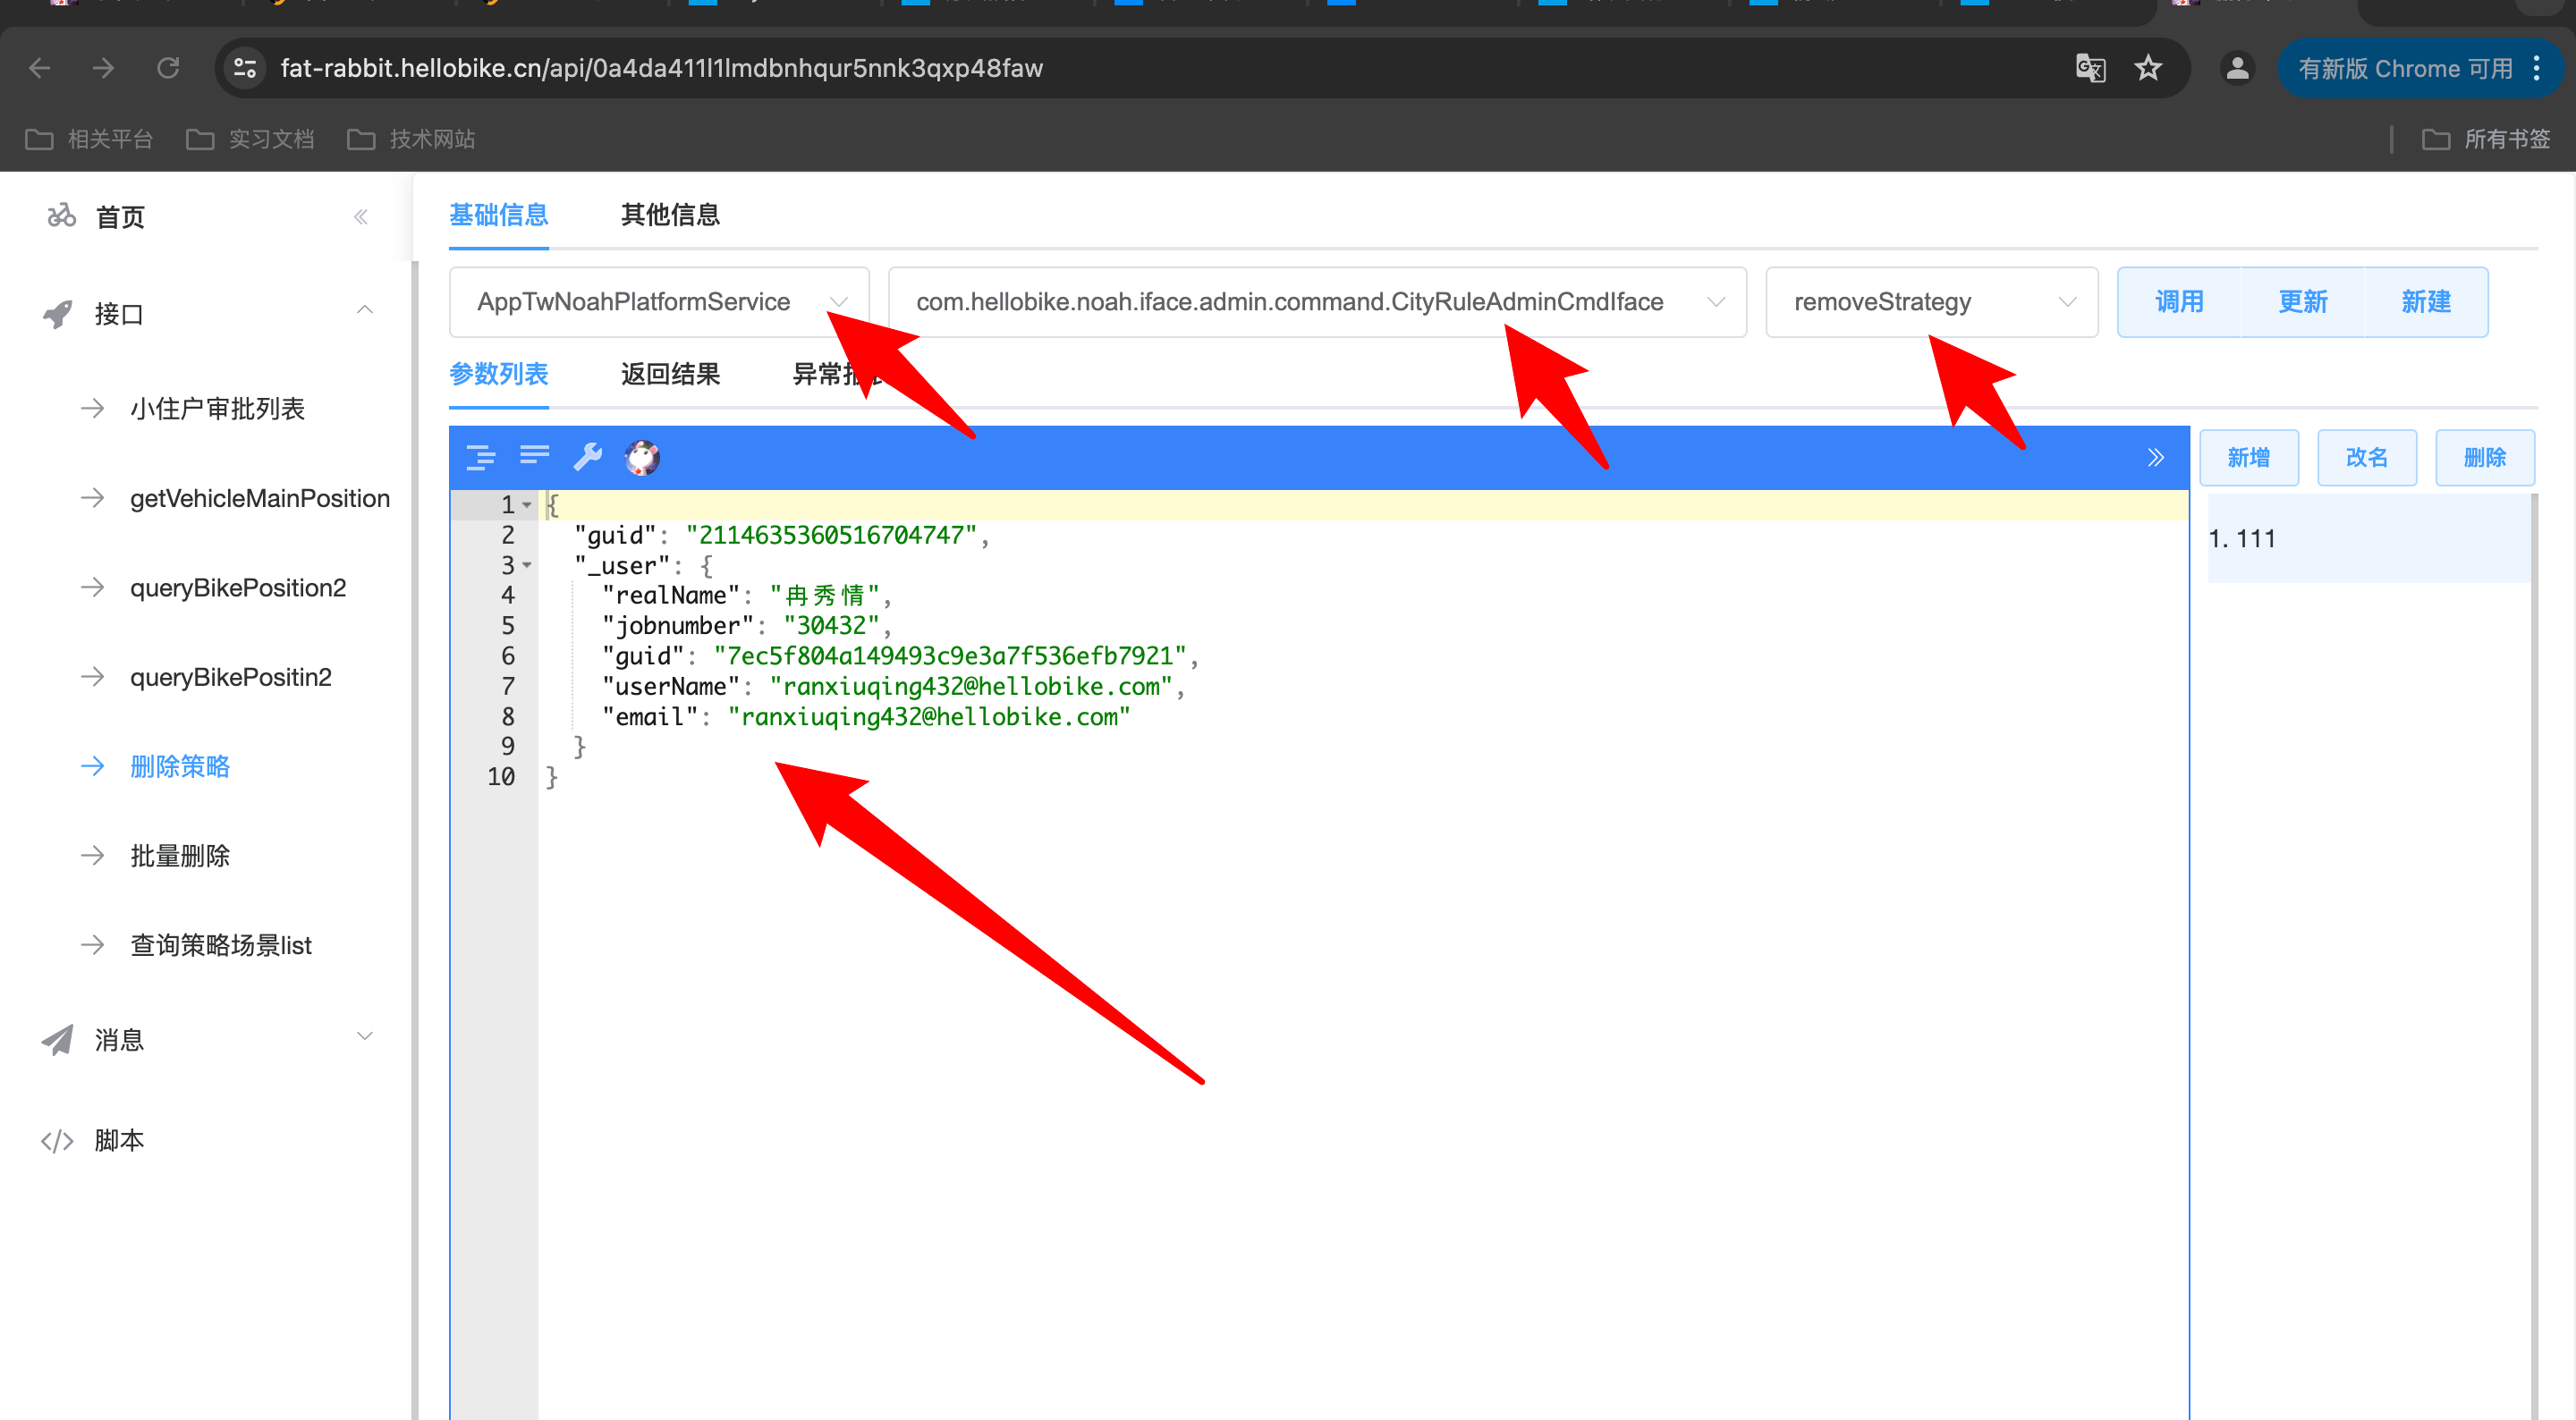 fat-rabbit.hellobike.cn/api/0a4da411l1lmdbnhqur5nnk3qxp48faw
有新版 Chrome 可用
相关平台
实习文档
技术网站
所有书签
首页
接口
小住户审批列表
getVehicleMainPosition
queryBikePosition2
queryBikePositin2
删除策略
批量删除
查询策略场景list
消息
脚本
基础信息
其他信息
AppTwNoahPlatformService
com.hellobike.noah.iface.admin.command.CityRuleAdminCmdIface
removeStrategy
调用
更新
新建
参数列表
返回结果
异常
新增
改名
删除
1 {
2 "guid": "2114635360516704747",
3 "_user": {
4 "realName": "冉秀情",
5 "jobnumber": "30432",
6 "guid": "7ec5f804a149493c9e3a7f536efb7921",
7 "userName": "ranxiuqing432@hellobike.com",
8 "email": "ranxiuqing432@hellobike.com"
9 }
10 }
1. 111